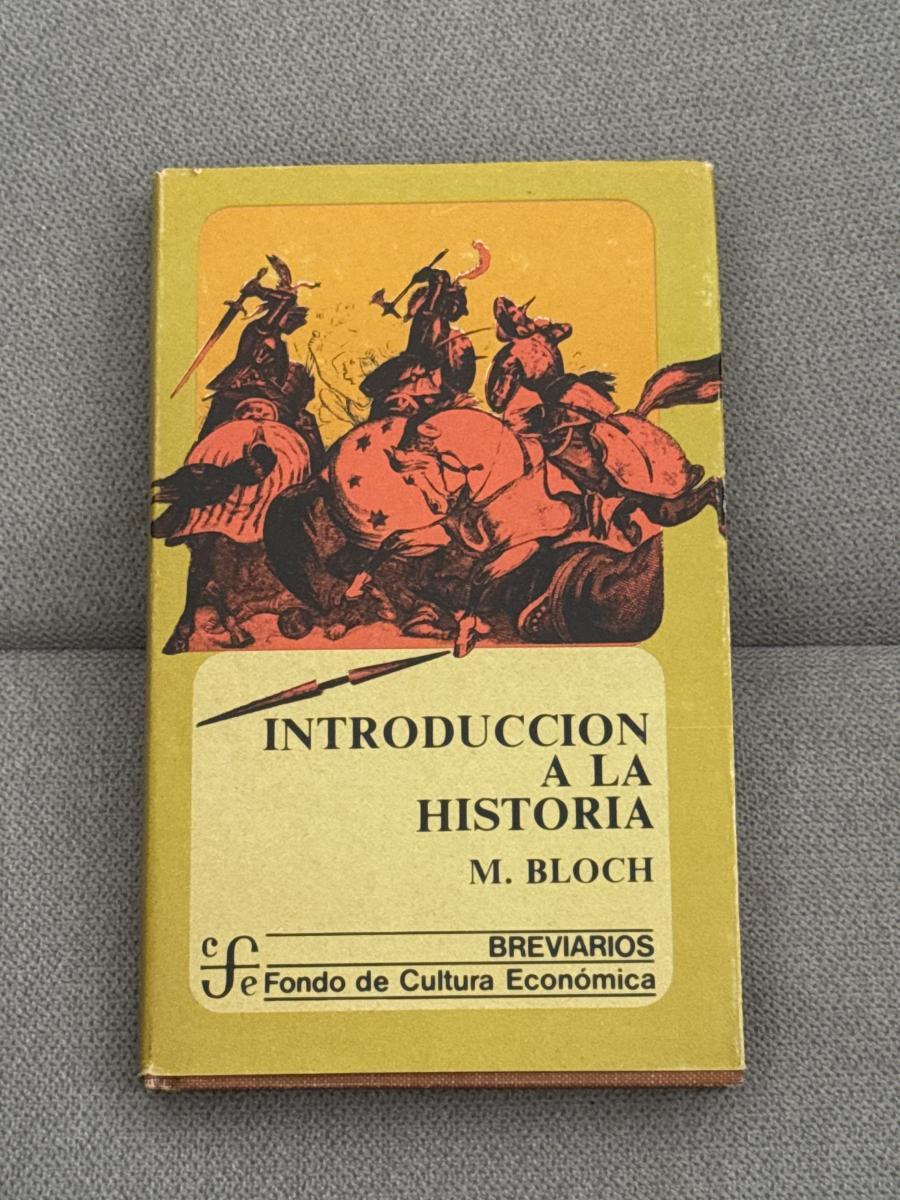 INTRODUCCION
A LA
HISTORIA
M. BLOCH
cfe
BREVIARIOS
Fondo de Cultura Económica